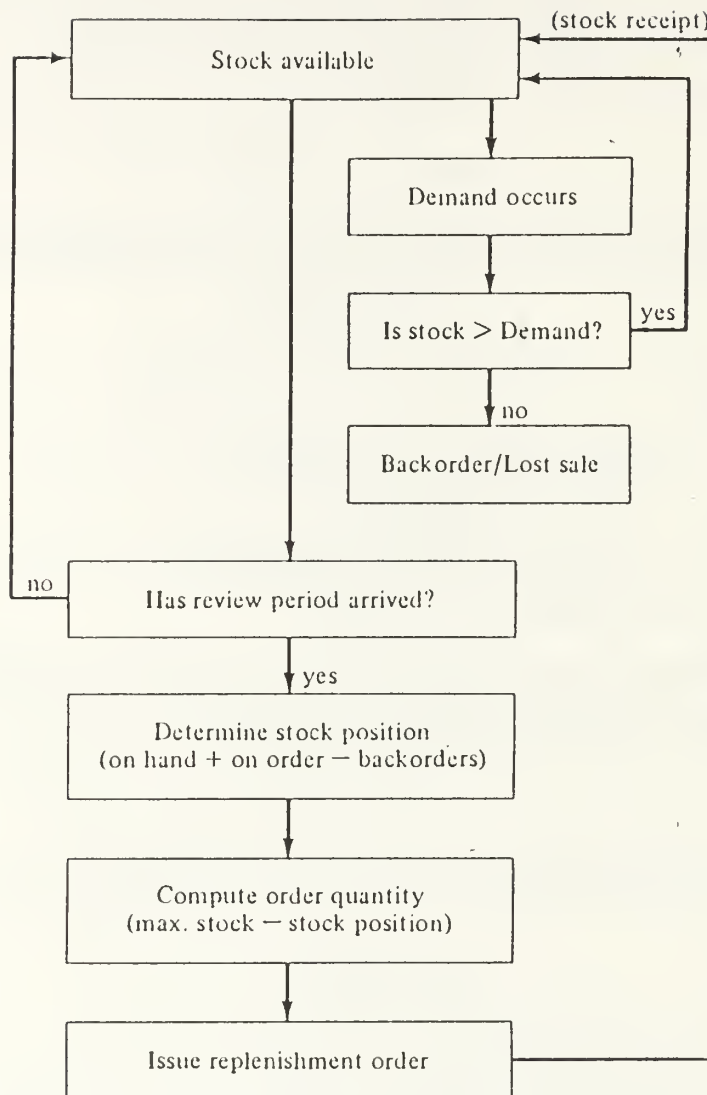 (stock receipt)
Stock available
Demand occurs
Is stock > Demand?
yes
no
Backorder/Lost sale
no
Has review period arrived?
yes
Determine stock position
(on hand + on order − backorders)
Compute order quantity
(max. stock − stock position)
Issue replenishment order